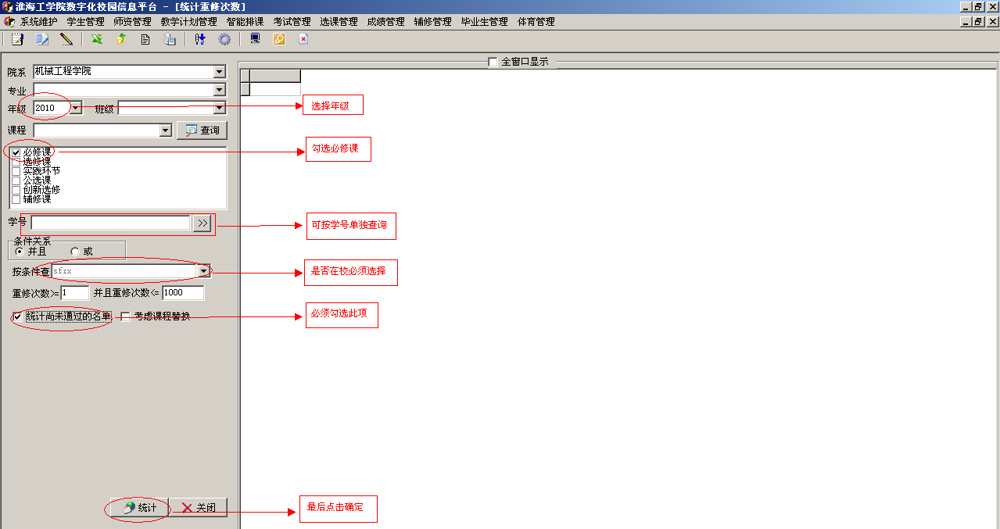 淮海工学院数字化校园信息平台 - [统计重修次数]
系统维护 学生管理 师资管理 教学计划管理 智能排课 考试管理 选课管理 成绩管理 辅修管理 毕业生管理 体育管理
全窗口显示
院系 机械工程学院
专业
年级 2010 班级
选择年级
课程 查询
必修课
勾选必修课
选修课
实践环节
公选课
创新选修
辅修课
学号 >>
可按学号单独查询
条件关系
并且 或
按条件查 sfzx
是否在校必须选择
重修次数>= 1 并且重修次数<= 1000
统计尚未通过的名单 考虑课程替换
必须勾选此项
统计 关闭
最后点击确定